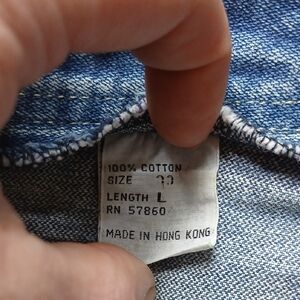 100% COTTON
SIZE
LENGTH L
RN 57860
MADE IN HONG KONG